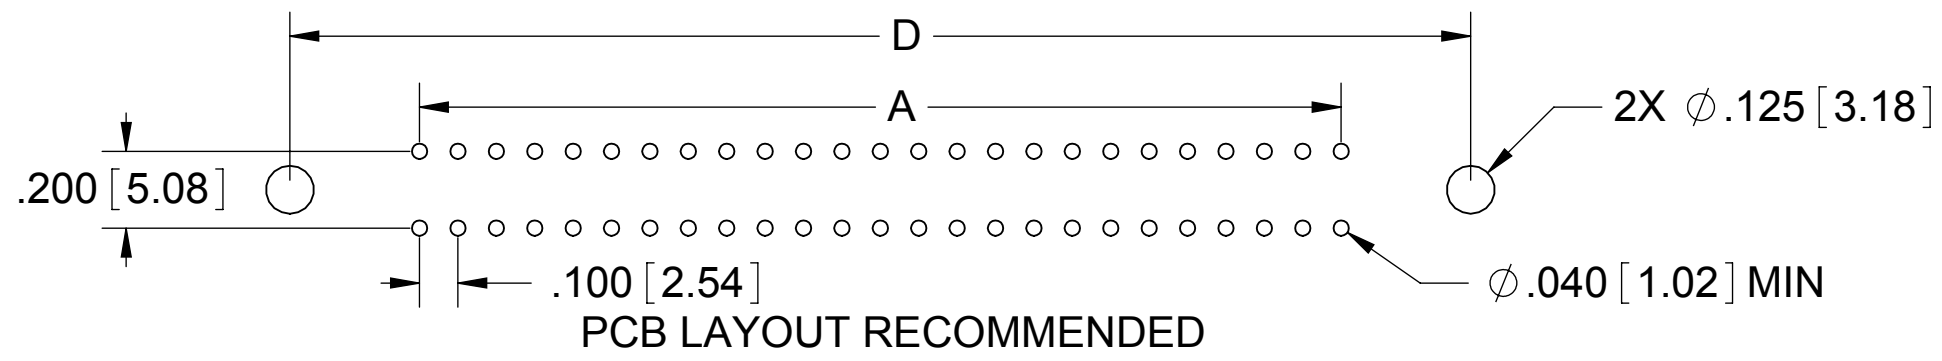 D
A
2X ⌀.125[3.18]
.200[5.08]
.100[2.54]
⌀.040[1.02]MIN
PCB LAYOUT RECOMMENDED